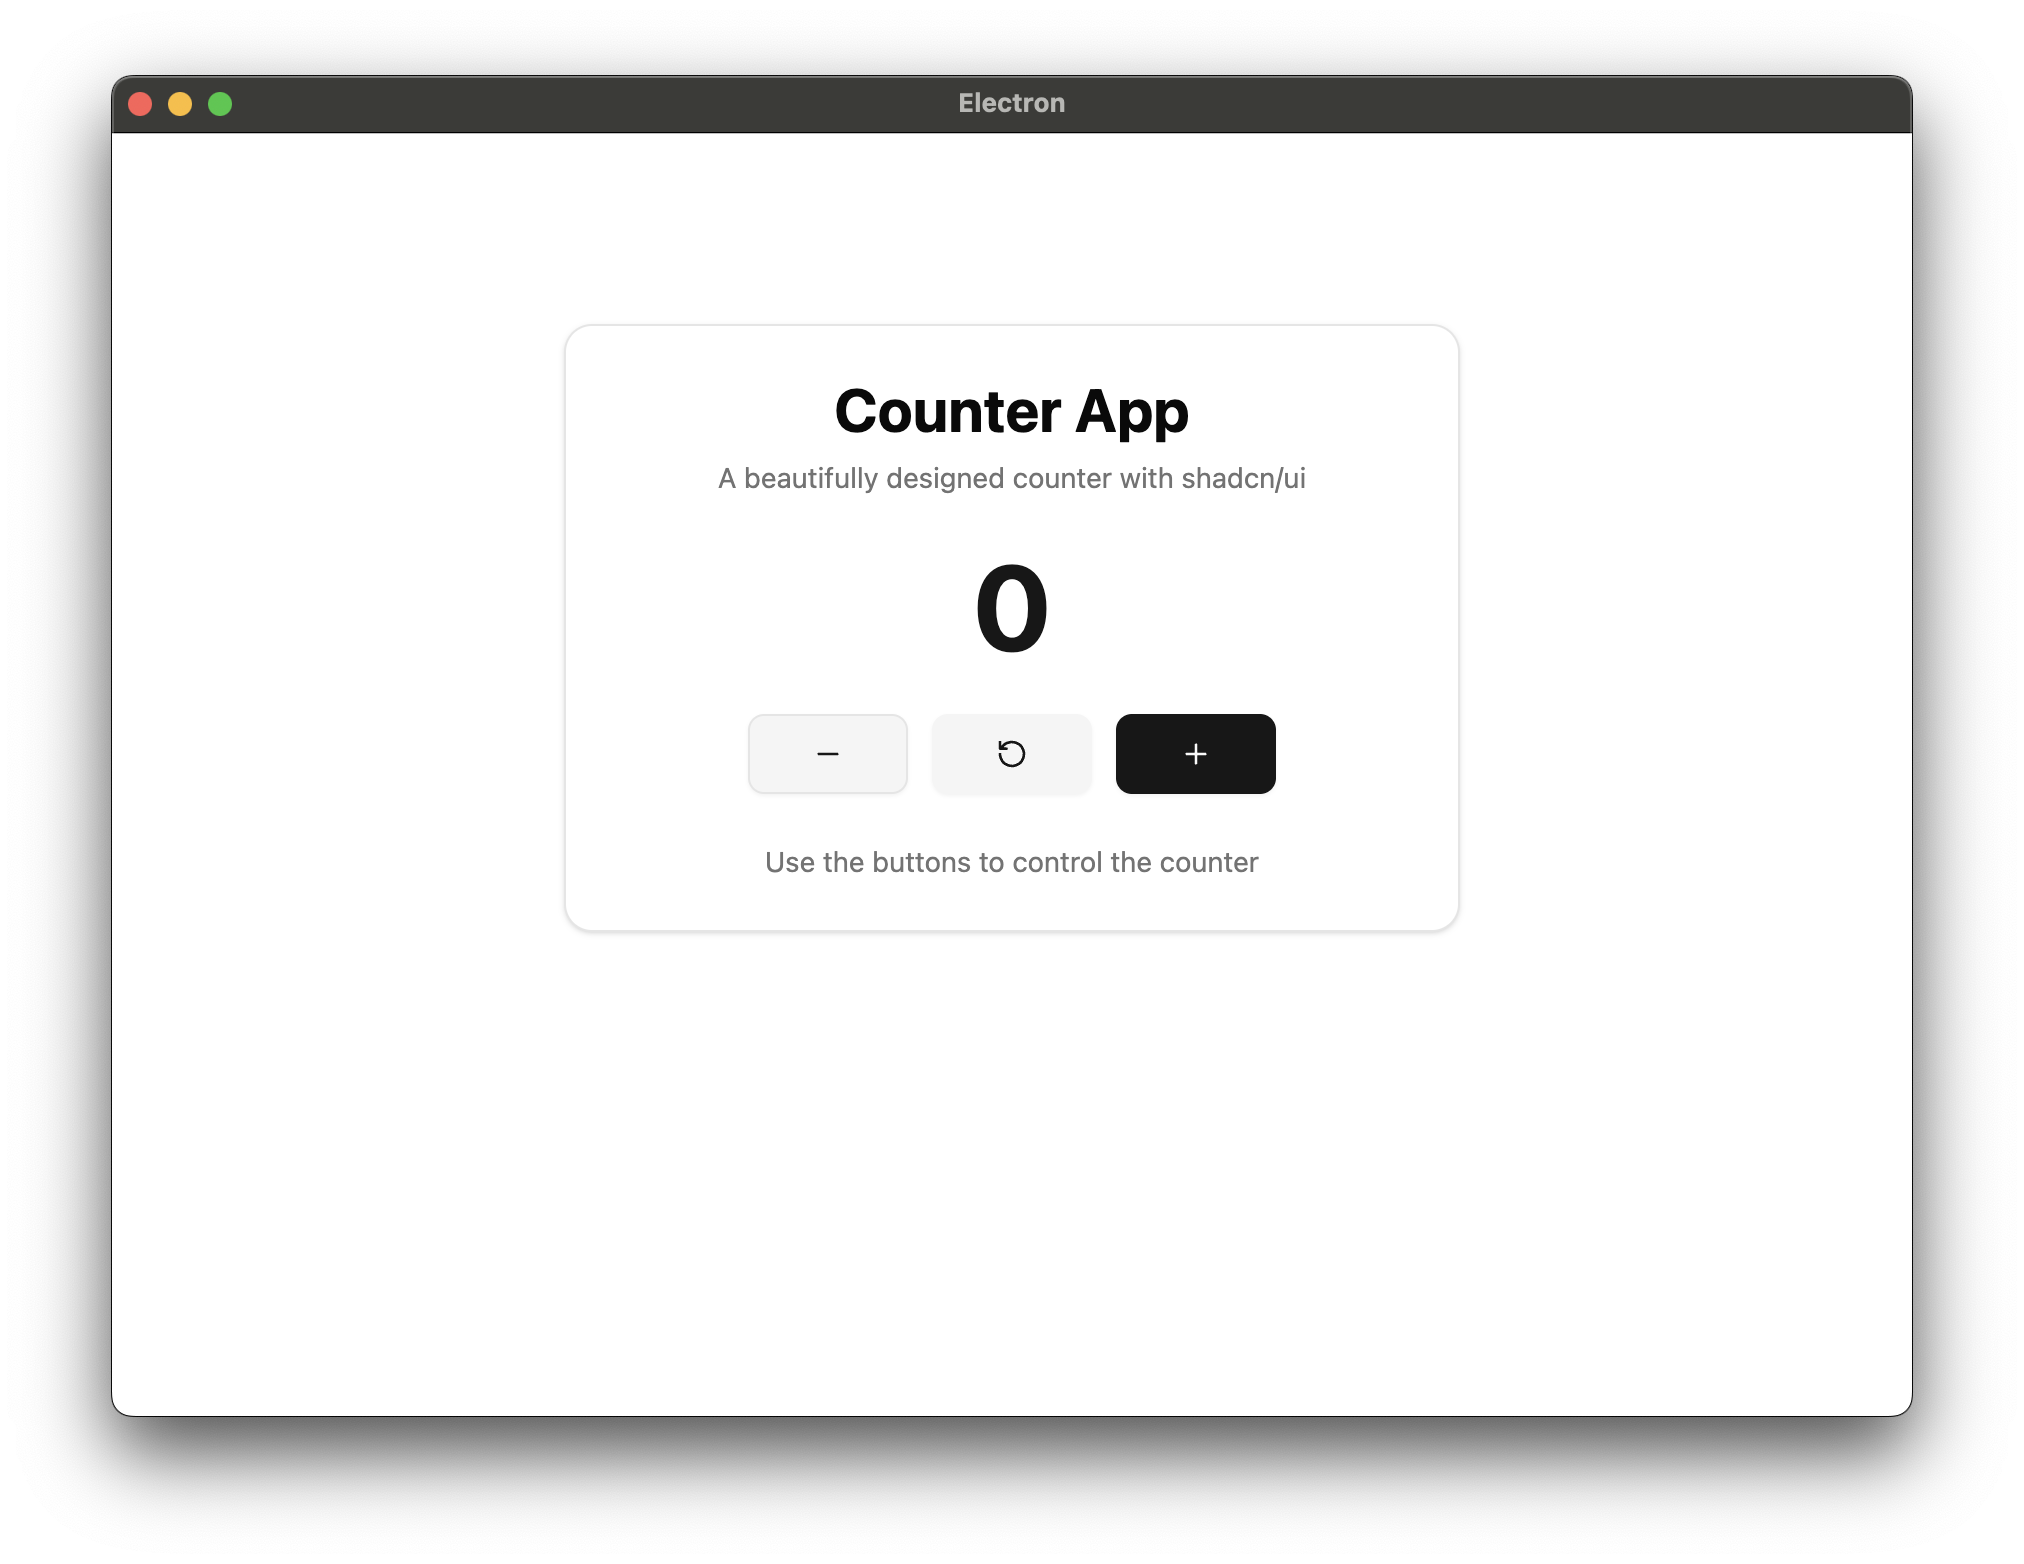 Electron
Counter App
A beautifully designed counter with shadcn/ui
0
Use the buttons to control the counter